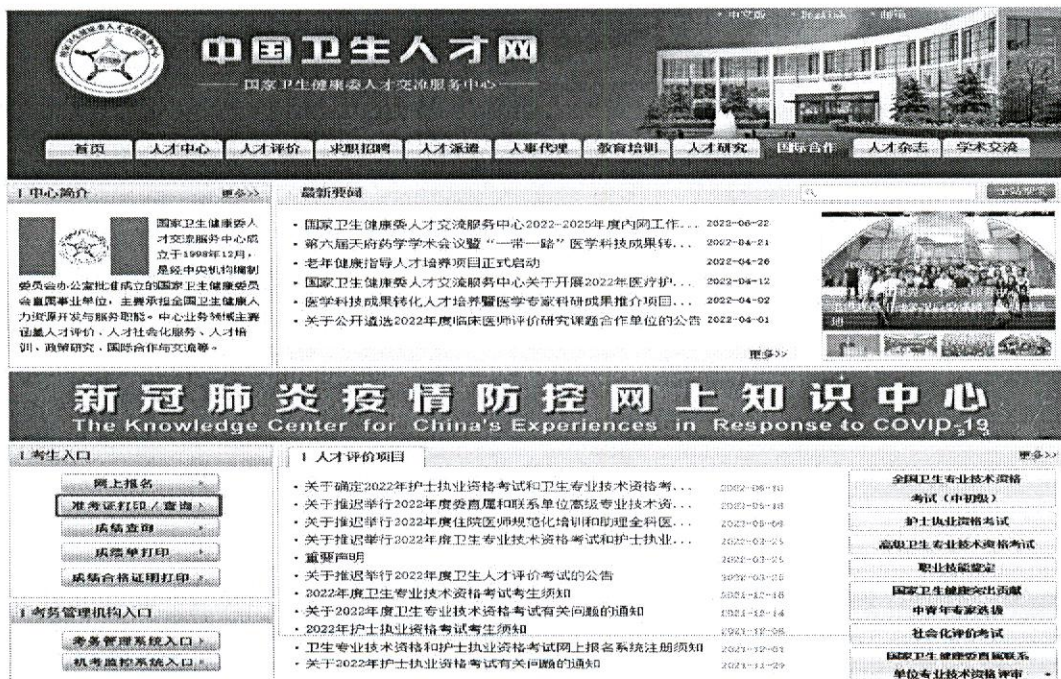 中文版 · English · 邮箱
中国卫生人才网
国家卫生健康委人才交流服务中心
首页 人才中心 人才评价 求职招聘 人才派遣 人事代理 教育培训 人才研究 国际合作 人才杂志 学术交流
中心简介 更多>>
国家卫生健康委人
才交流服务中心成
立于1998年12月，
是经中央机构编制
委员会办公室批准成立的国家卫生健康委员
会直属事业单位，主要承担全国卫生健康人
力资源开发与服务职能。中心业务领域主要
涵盖人才评价、人才社会化服务、人才培
训、政策研究、国际合作与交流等。
最新要闻
· 国家卫生健康委人才交流服务中心2022-2025年度内网工作... 2022-06-22
· 第六届天府药学学术会议暨“一带一路”医学科技成果转... 2022-04-21
· 老年健康指导人才培养项目正式启动 2022-04-26
· 国家卫生健康委人才交流服务中心关于开展2022年医疗护... 2022-04-12
· 医学科技成果转化人才培养暨医学专家科研成果推介项目... 2022-04-02
· 关于公开遴选2022年度临床医师评价研究课题合作单位的公告 2022-04-01
更多>>
新冠肺炎疫情防控网上知识中心
The Knowledge Center for China's Experiences in Response to COVID-19
考生入口
网上报名
准考证打印/查询
成绩查询
成绩单打印
成绩合格证明打印
考务管理机构入口
考务管理系统入口
机考监控系统入口
人才评价项目 更多>>
· 关于确定2022年护士执业资格考试和卫生专业技术资格考...
· 关于推迟举行2022年度委直属和联系单位高级专业技术资...
· 关于推迟举行2022年度住院医师规范化培训和助理全科医...
· 关于推迟举行2022年度卫生专业技术资格考试和护士执业... 2022-03-25
· 重要声明 2022-03-25
· 关于推迟举行2022年度卫生人才评价考试的公告
· 2022年度卫生专业技术资格考试考生须知
· 关于2022年度卫生专业技术资格考试有关问题的通知 2021-12-14
· 2022年护士执业资格考试考生须知
· 卫生专业技术资格和护士执业资格考试网上报名系统注册须知
· 关于2022年护士执业资格考试有关问题的通知 2021-11-29
全国卫生专业技术资格
考试（中初级）
护士执业资格考试
高级卫生专业技术资格考试
职业技能鉴定
国家卫生健康突出贡献
中青年专家选拔
社会化评价考试
国家卫生健康委直属联系
单位专业技术资格评审